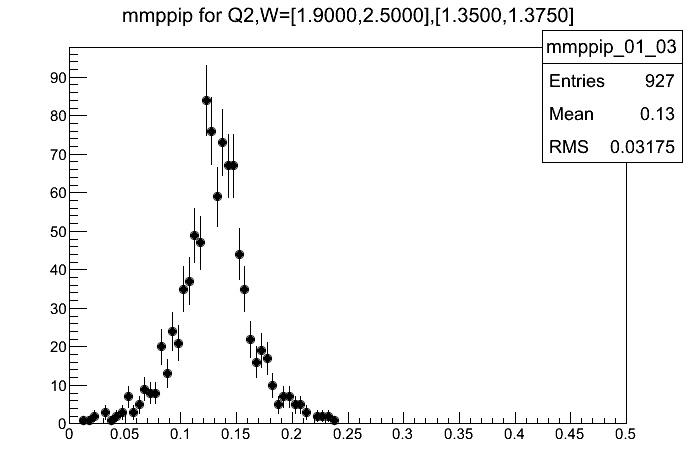 mmppip for Q2,W=[1.9000,2.5000],[1.3500,1.3750]
mmppip_01_03
Entries 927
Mean 0.13
RMS 0.03175
90
80
70
60
50
40
30
20
10
0
0 0.05 0.1 0.15 0.2 0.25 0.3 0.35 0.4 0.45 0.5